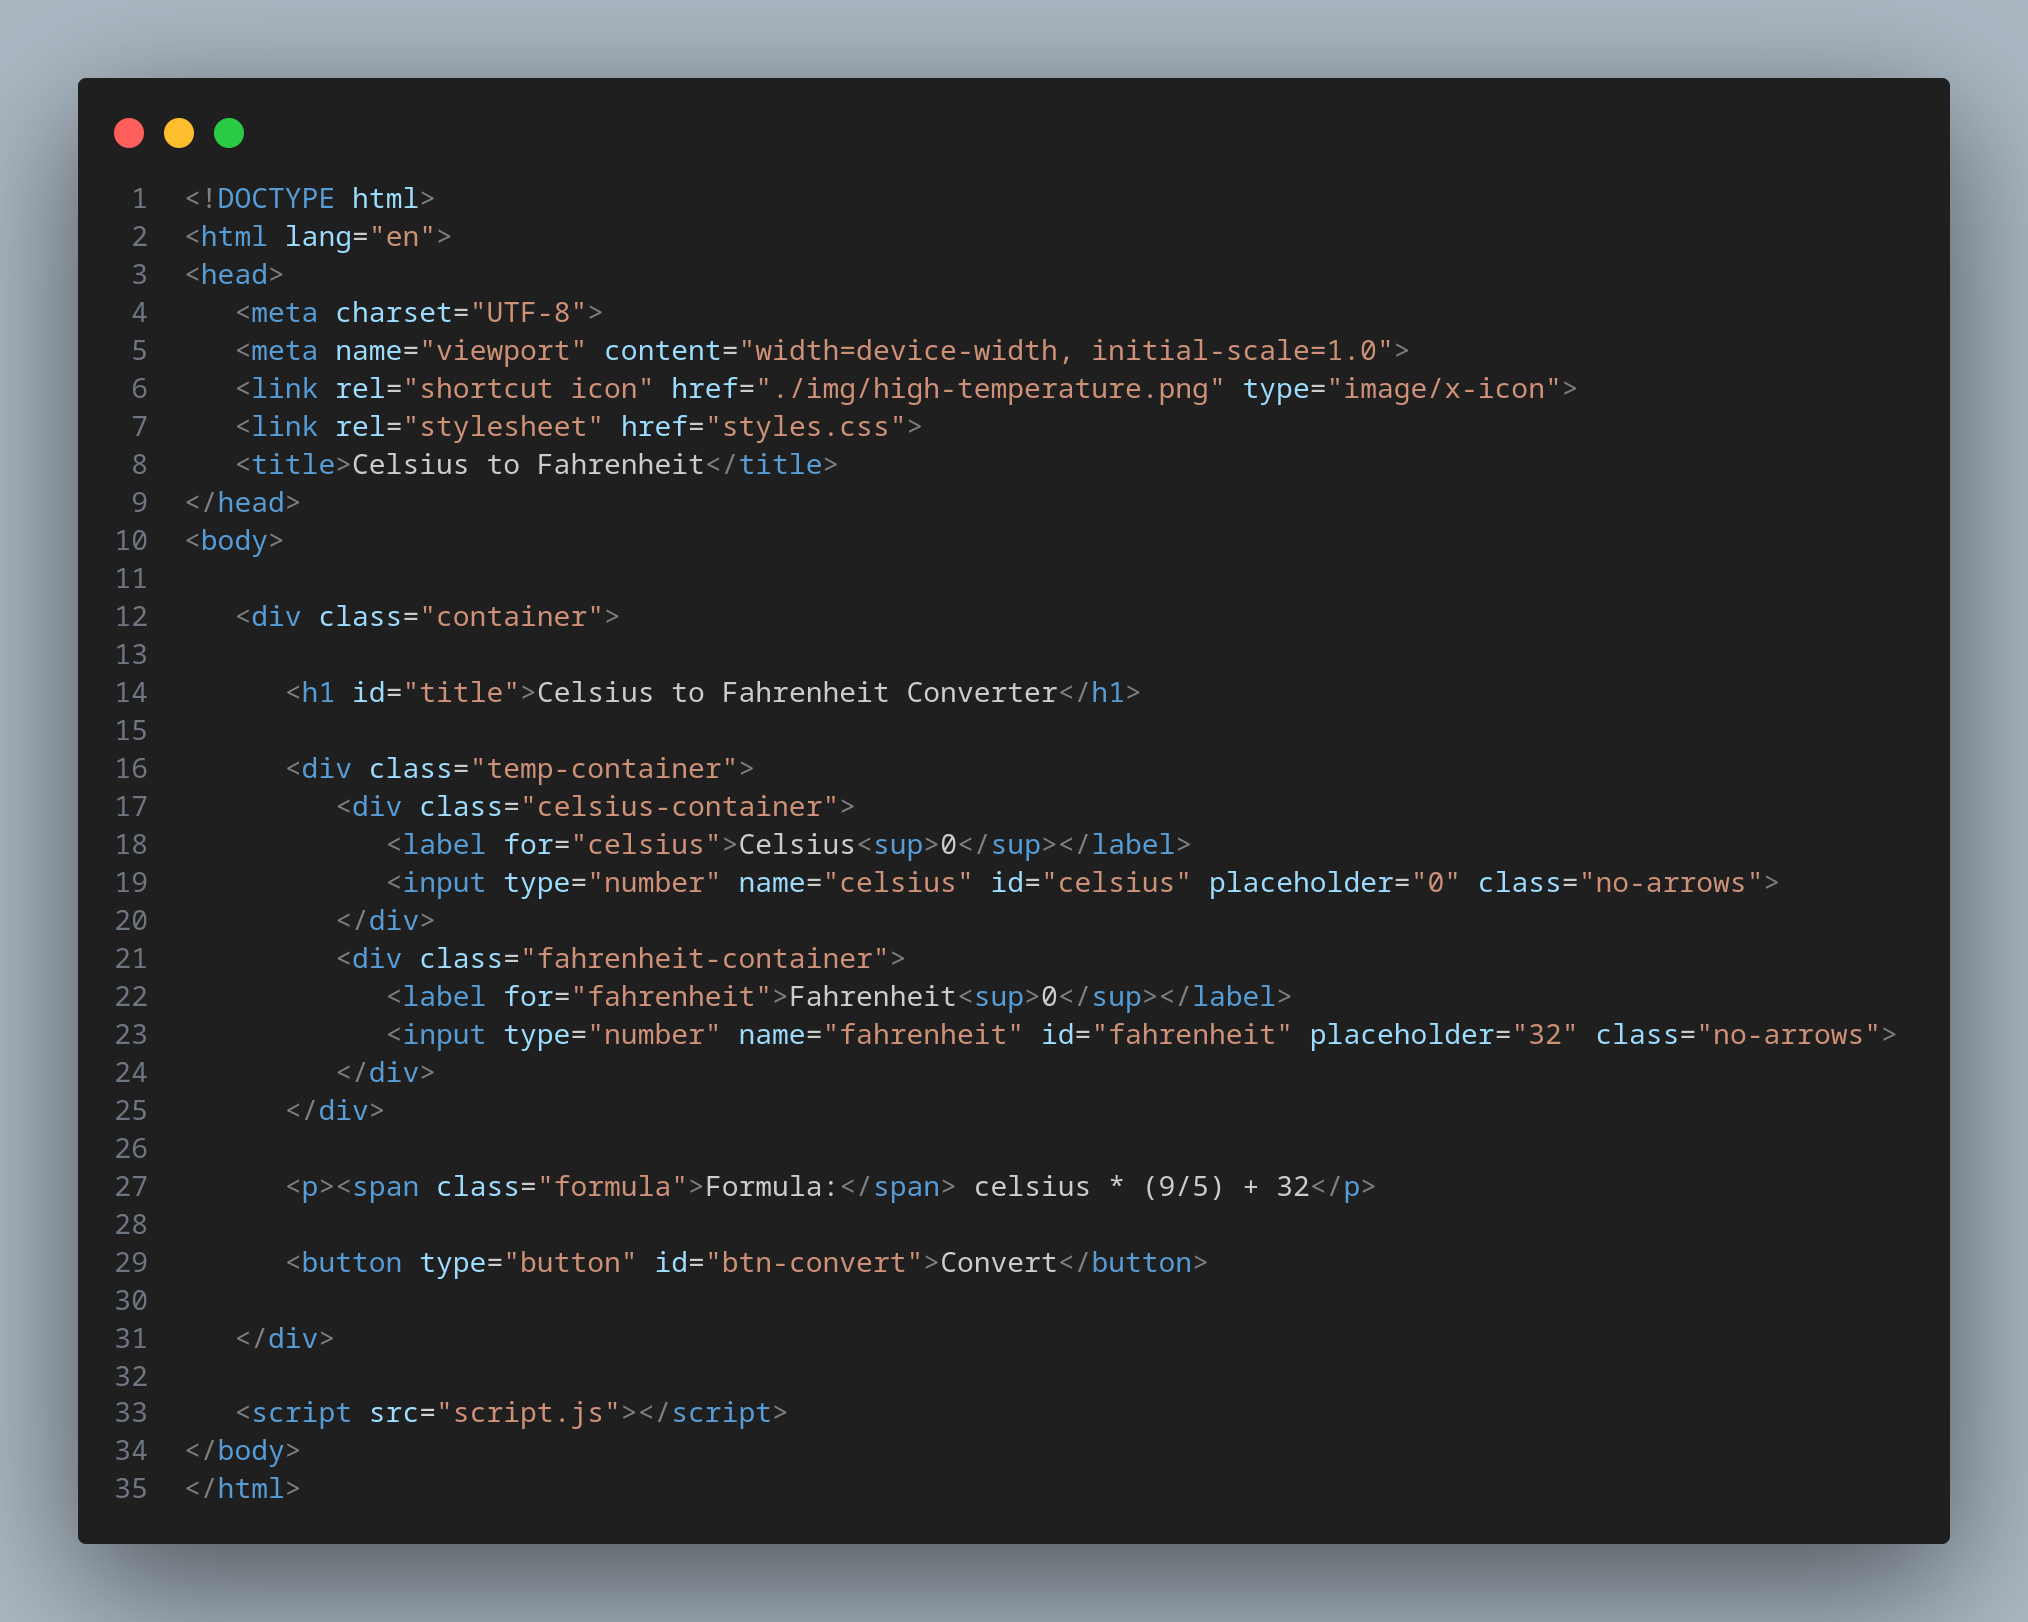 1 <!DOCTYPE html>
2 <html lang="en">
3 <head>
4    <meta charset="UTF-8">
5    <meta name="viewport" content="width=device-width, initial-scale=1.0">
6    <link rel="shortcut icon" href="./img/high-temperature.png" type="image/x-icon">
7    <link rel="stylesheet" href="styles.css">
8    <title>Celsius to Fahrenheit</title>
9 </head>
10 <body>
11
12    <div class="container">
13
14       <h1 id="title">Celsius to Fahrenheit Converter</h1>
15
16       <div class="temp-container">
17          <div class="celsius-container">
18             <label for="celsius">Celsius<sup>0</sup></label>
19             <input type="number" name="celsius" id="celsius" placeholder="0" class="no-arrows">
20          </div>
21          <div class="fahrenheit-container">
22             <label for="fahrenheit">Fahrenheit<sup>0</sup></label>
23             <input type="number" name="fahrenheit" id="fahrenheit" placeholder="32" class="no-arrows">
24          </div>
25       </div>
26
27       <p><span class="formula">Formula:</span> celsius * (9/5) + 32</p>
28
29       <button type="button" id="btn-convert">Convert</button>
30
31    </div>
32
33    <script src="script.js"></script>
34 </body>
35 </html>